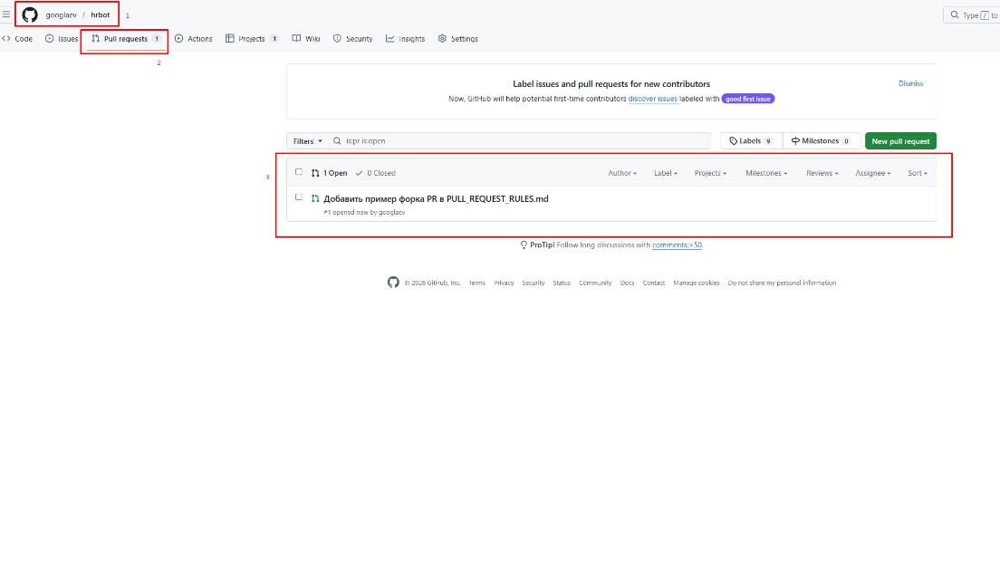 googlaev / hrbot 1 Type / to
Code Issues Pull requests 1 Actions Projects 1 Wiki Security Insights Settings
2
Label issues and pull requests for new contributors Dismiss
Now, GitHub will help potential first-time contributors discover issues labeled with good first issue
Filters is:pr is:open Labels 9 Milestones 0 New pull request
3 1 Open 0 Closed Author Label Projects Milestones Reviews Assignee Sort
Добавить пример форка PR в PULL_REQUEST_RULES.md
#1 opened now by googlaev
ProTip! Follow long discussions with comments:>50.
© 2026 GitHub, Inc. Terms Privacy Security Status Community Docs Contact Manage cookies Do not share my personal information